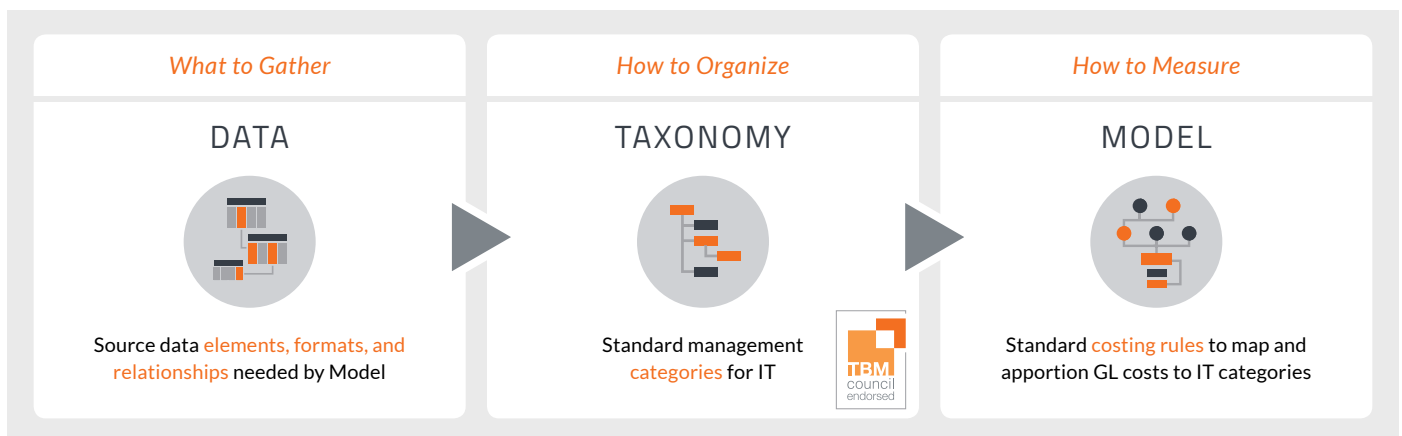 What to Gather
DATA
Source data elements, formats, and
relationships needed by Model
How to Organize
TAXONOMY
Standard management
categories for IT
TBM
council
endorsed
How to Measure
MODEL
Standard costing rules to map and
apportion GL costs to IT categories